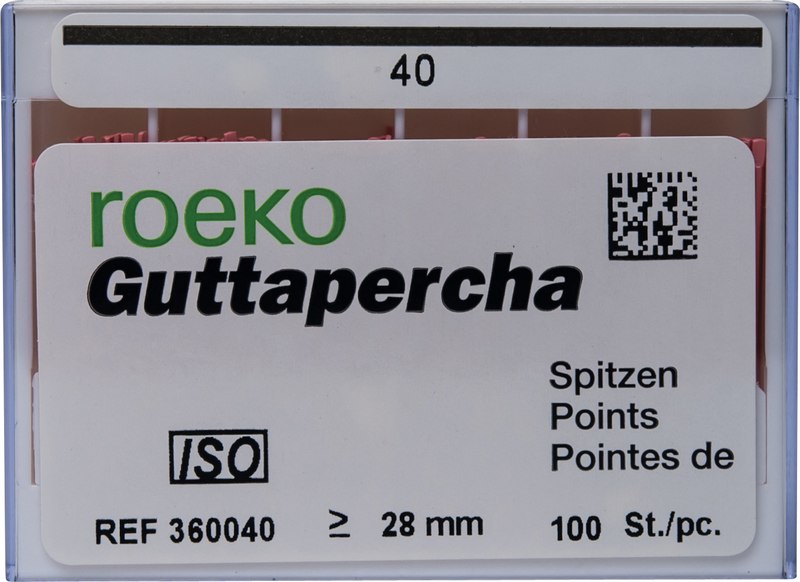 40
roeko
Guttapercha
Spitzen
Points
Pointes de
ISO
REF 360040 ≥ 28 mm 100 St./pc.